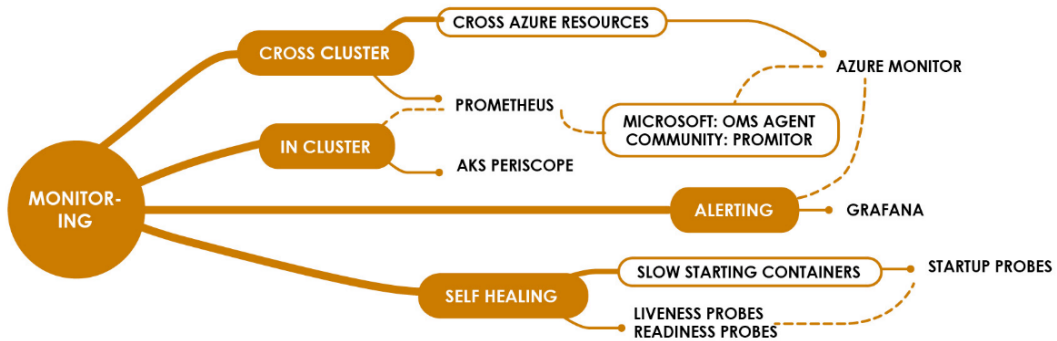 CROSS AZURE RESOURCES
CROSS CLUSTER
AZURE MONITOR
PROMETHEUS
MICROSOFT: OMS AGENT
COMMUNITY: PROMITOR
IN CLUSTER
AKS PERISCOPE
MONITOR-
ING
ALERTING
GRAFANA
SLOW STARTING CONTAINERS
STARTUP PROBES
SELF HEALING
LIVENESS PROBES
READINESS PROBES